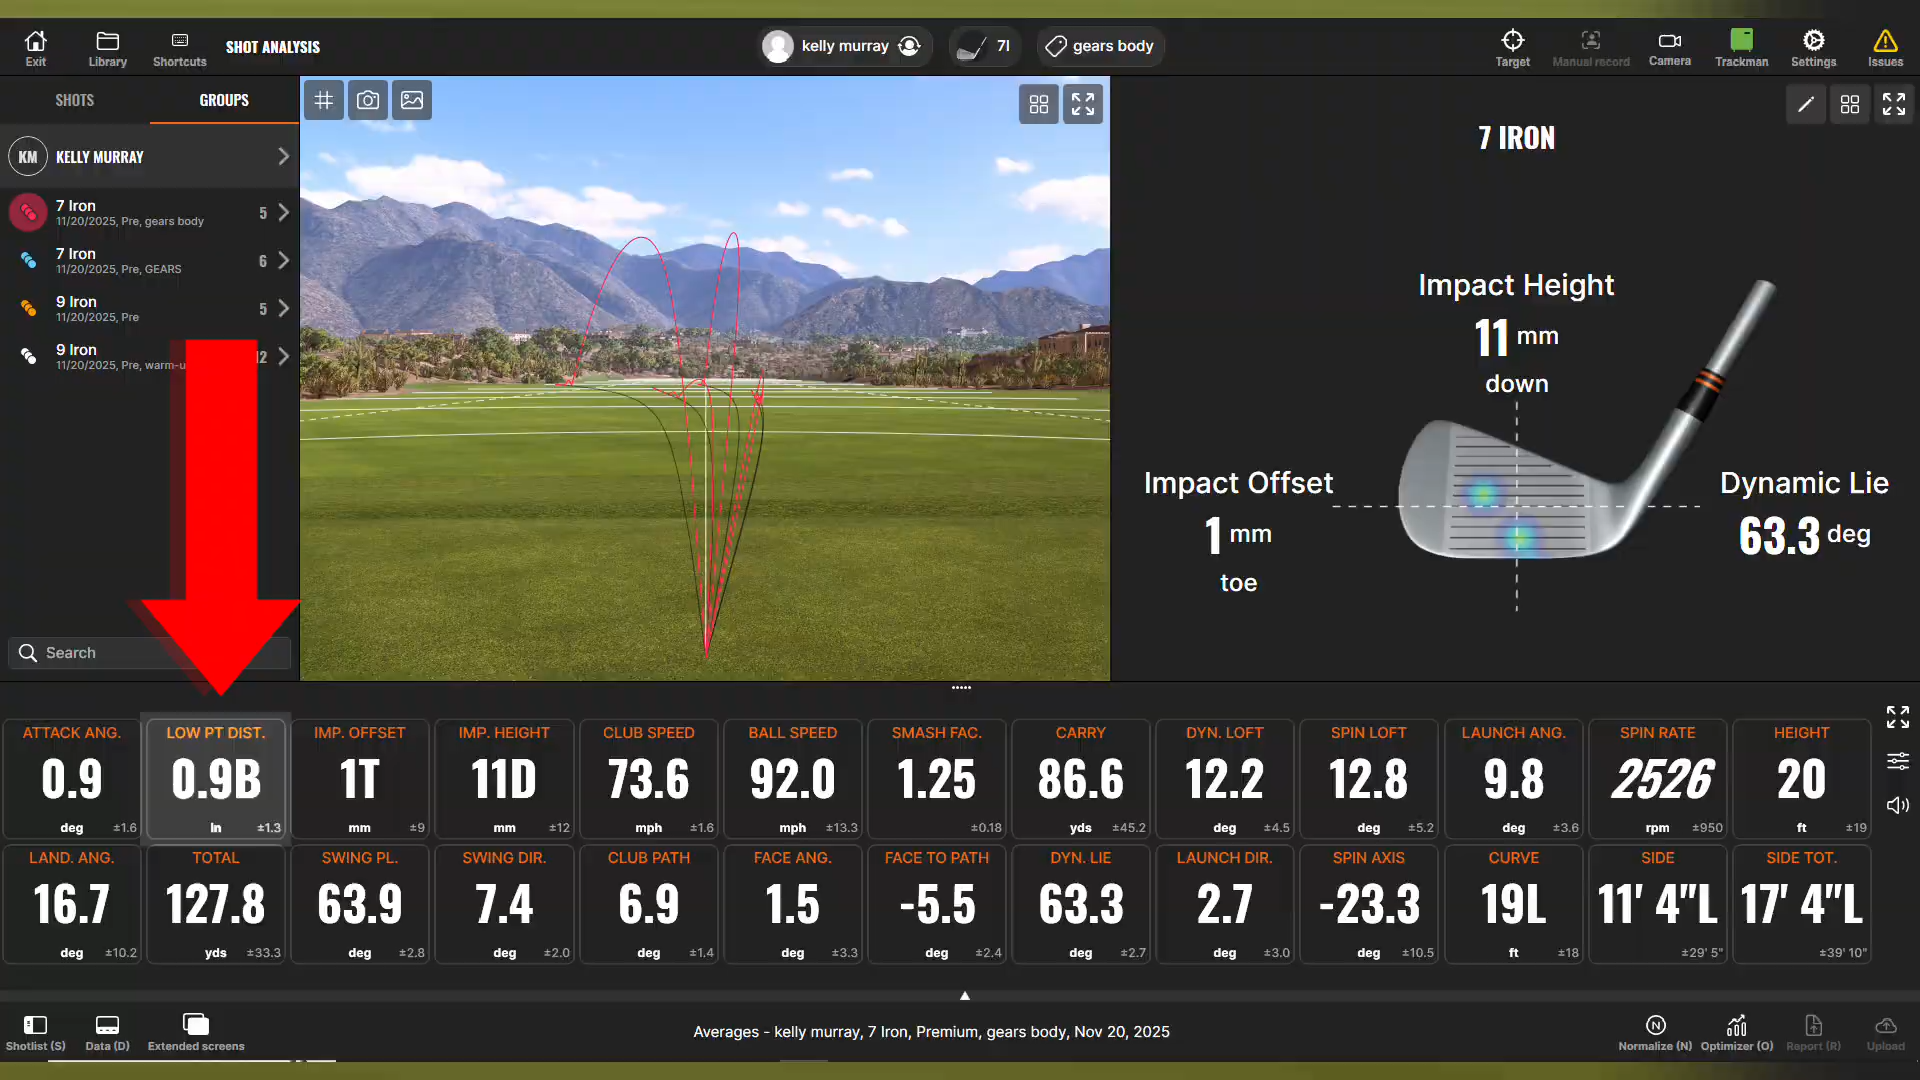 Exit
Library
Shortcuts
SHOT ANALYSIS
kelly murray
7I
gears body
Target
Manual record
Camera
Trackman
Settings
Issues
SHOTS
GROUPS
KM
KELLY MURRAY
7 Iron
5
11/20/2025, Pre, gears body
7 Iron
6
11/20/2025, Pre, GEARS
9 Iron
5
11/20/2025, Pre
9 Iron
11/20/2025, Pre, warm-u
Search
7 IRON
Impact Height
11 mm
down
Impact Offset
1 mm
toe
Dynamic Lie
63.3 deg
ATTACK ANG.
0.9
deg ±1.6
LOW PT DIST.
0.9B
in ±1.3
IMP. OFFSET
1T
mm ±9
IMP. HEIGHT
11D
mm ±12
CLUB SPEED
73.6
mph ±1.6
BALL SPEED
92.0
mph ±13.3
SMASH FAC.
1.25
±0.18
CARRY
86.6
yds ±45.2
DYN. LOFT
12.2
deg ±4.5
SPIN LOFT
12.8
deg ±5.2
LAUNCH ANG.
9.8
deg ±3.6
SPIN RATE
2526
rpm ±950
HEIGHT
20
ft ±19
LAND. ANG.
16.7
deg ±10.2
TOTAL
127.8
yds ±33.3
SWING PL.
63.9
deg ±2.8
SWING DIR.
7.4
deg ±2.0
CLUB PATH
6.9
deg ±1.4
FACE ANG.
1.5
deg ±3.3
FACE TO PATH
-5.5
deg ±2.4
DYN. LIE
63.3
deg ±2.7
LAUNCH DIR.
2.7
deg ±3.0
SPIN AXIS
-23.3
deg ±10.5
CURVE
19L
ft ±18
SIDE
11' 4"L
±29' 5"
SIDE TOT.
17' 4"L
±39' 10"
Shotlist (S)
Data (D)
Extended screens
Averages - kelly murray, 7 Iron, Premium, gears body, Nov 20, 2025
N
Normalize (N)
Optimizer (O)
Report (R)
Upload